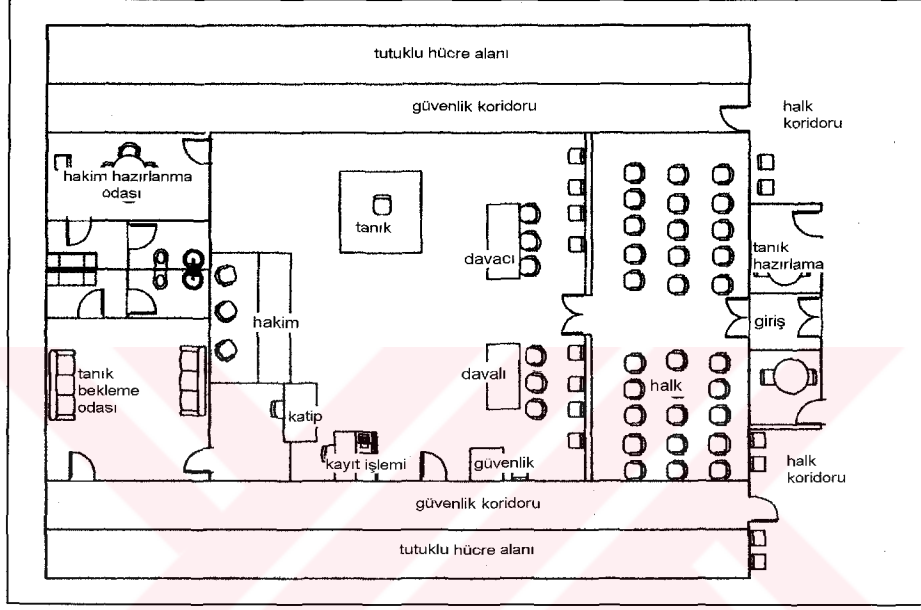 tutuklu hücre alanı
güvenlik koridoru
halk
koridoru
hakim hazırlanma
odası
tanık
davacı
tanık
hazırlama
hakim
giriş
tanık
bekleme
odası
davalı
halk
katip
kayıt işlemi
güvenlik
halk
koridoru
güvenlik koridoru
tutuklu hücre alanı